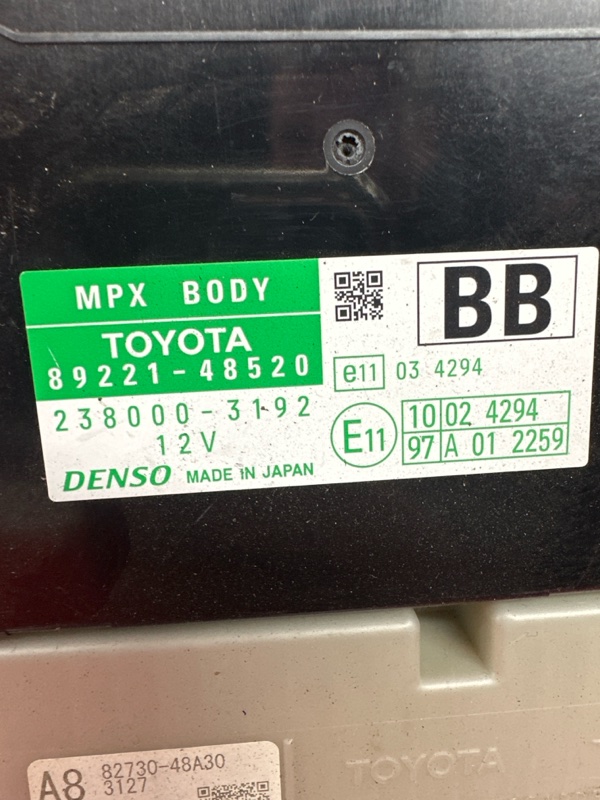 MPX BODY
TOYOTA
89221-48520
238000-3192
12V
DENSO MADE IN JAPAN
BB
e11 03 4294
E11
10 02 4294
97 A 01 2259
A8
82730-48A30
3127
TOYOTA